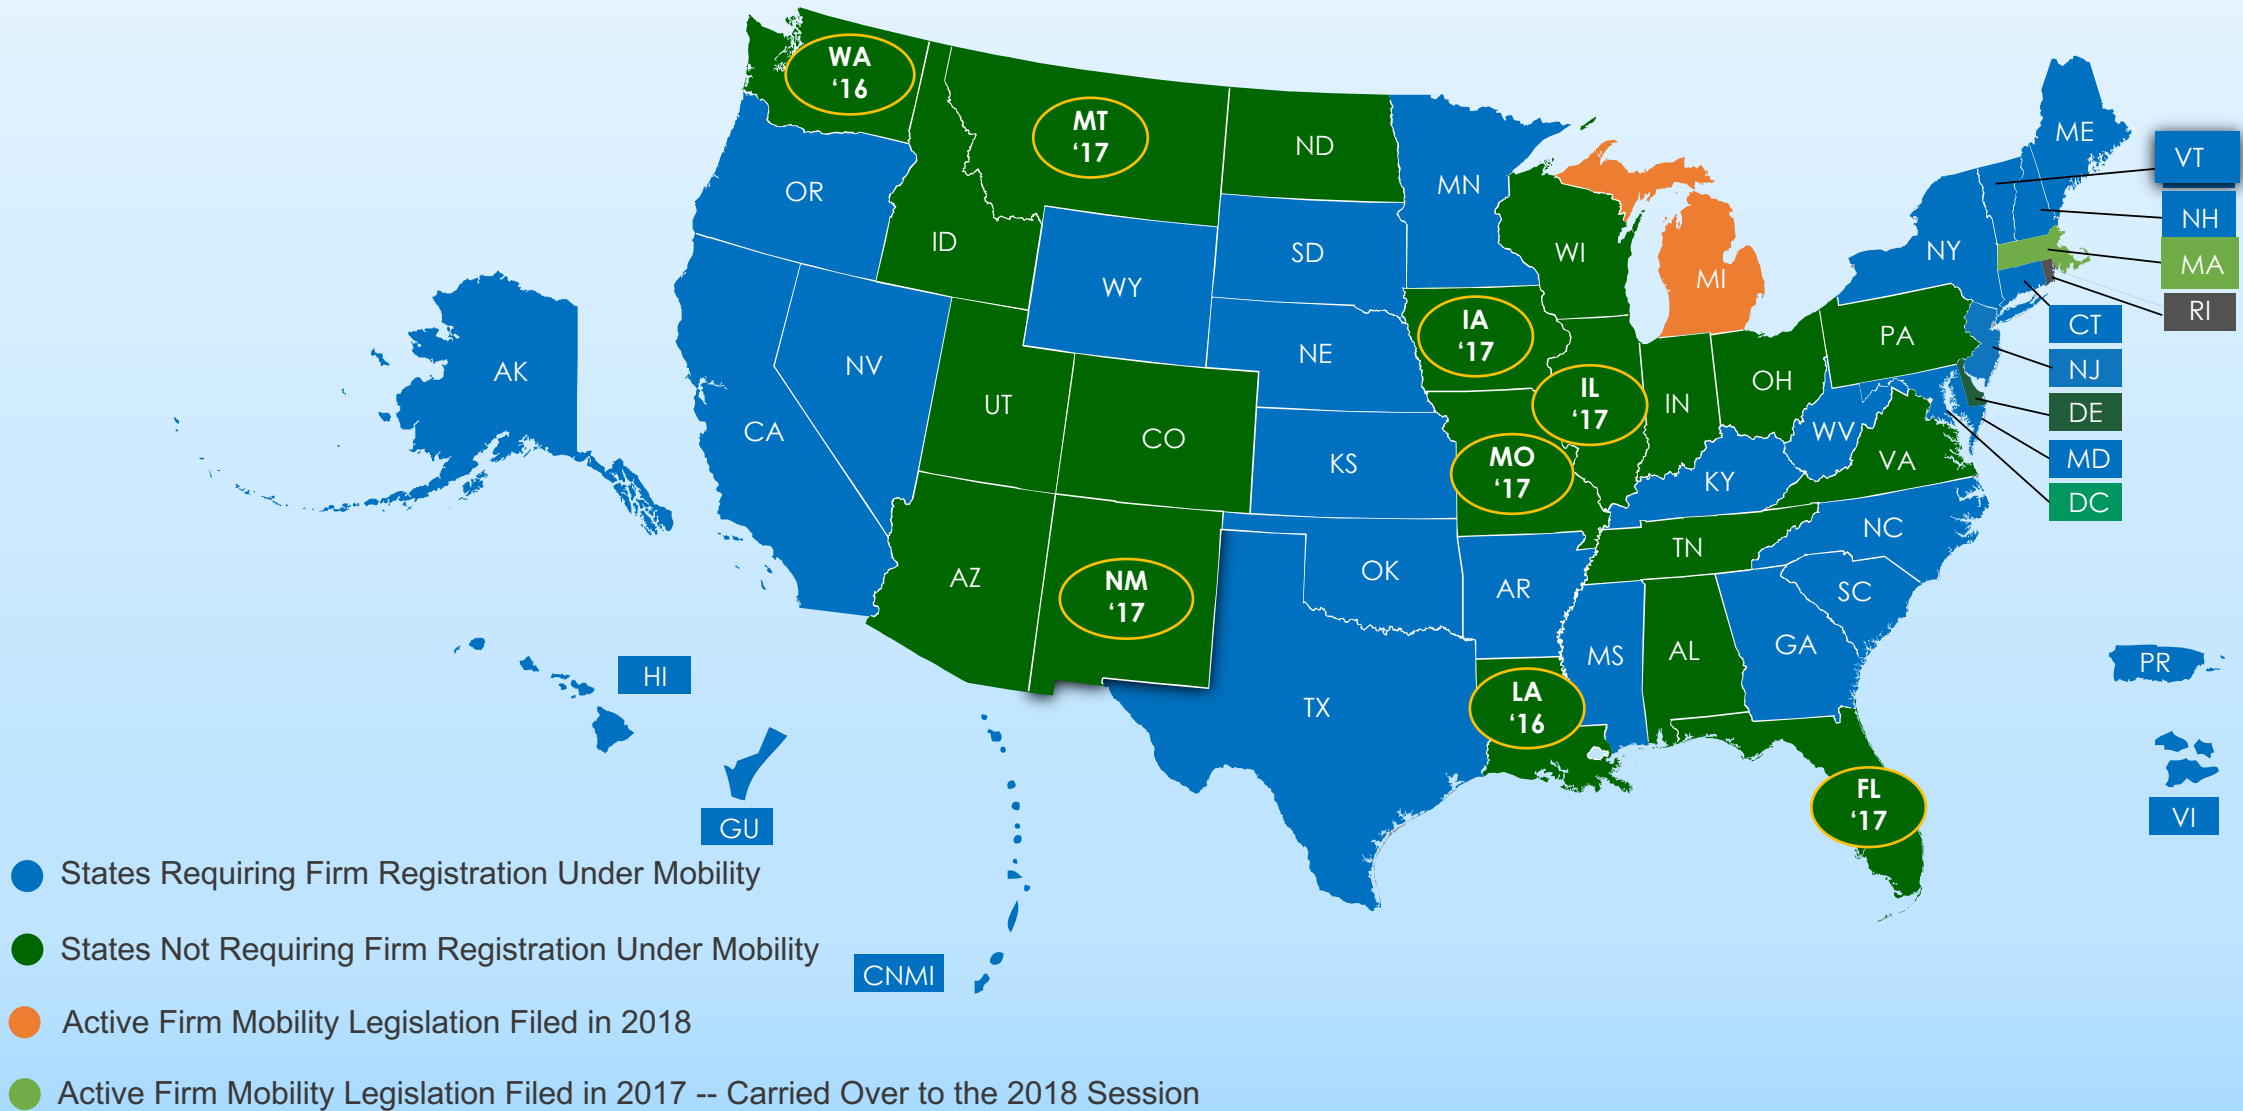 WA
‘16
MT
‘17
ND
MN
ME
VT
OR
ID
WY
SD
WI
MI
NY
NH
MA
RI
IA
‘17
PA
CT
AK
NV
NE
IL
‘17
IN
OH
NJ
DE
CA
UT
CO
KS
MO
‘17
KY
WV
VA
MD
DC
AZ
NM
‘17
OK
AR
TN
NC
SC
HI
TX
LA
‘16
MS
AL
GA
PR
GU
FL
‘17
VI
CNMI
States Requiring Firm Registration Under Mobility
States Not Requiring Firm Registration Under Mobility
Active Firm Mobility Legislation Filed in 2018
Active Firm Mobility Legislation Filed in 2017 -- Carried Over to the 2018 Session